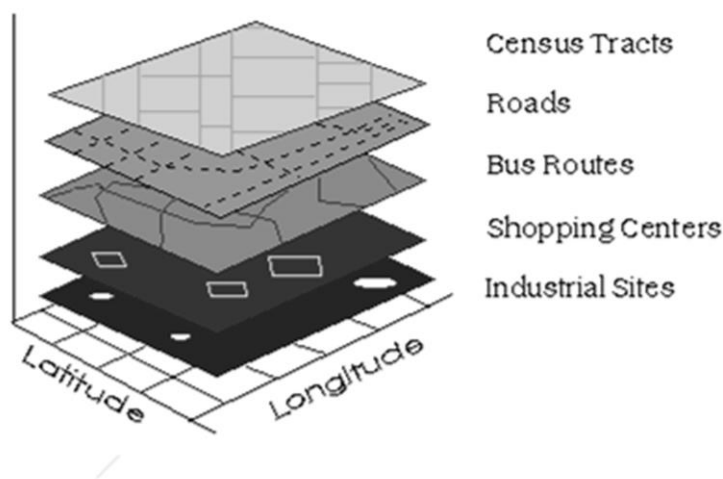 Census Tracts
Roads
Bus Routes
Shopping Centers
Industrial Sites
Latitude
Longitude